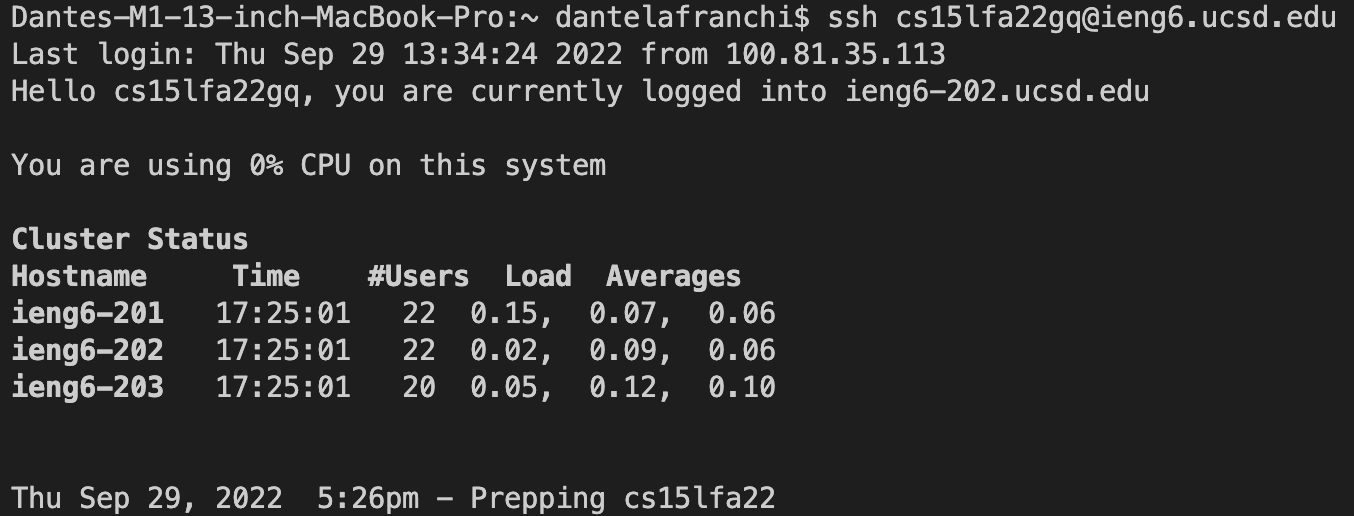 Dantes-M1-13-inch-MacBook-Pro:~ dantelafranchi$ ssh cs15lfa22gq@ieng6.ucsd.edu
Last login: Thu Sep 29 13:34:24 2022 from 100.81.35.113
Hello cs15lfa22gq, you are currently logged into ieng6-202.ucsd.edu
You are using 0% CPU on this system
Cluster Status
Hostname     Time    #Users  Load  Averages
ieng6-201   17:25:01   22  0.15,  0.07,  0.06
ieng6-202   17:25:01   22  0.02,  0.09,  0.06
ieng6-203   17:25:01   20  0.05,  0.12,  0.10
Thu Sep 29, 2022  5:26pm - Prepping cs15lfa22